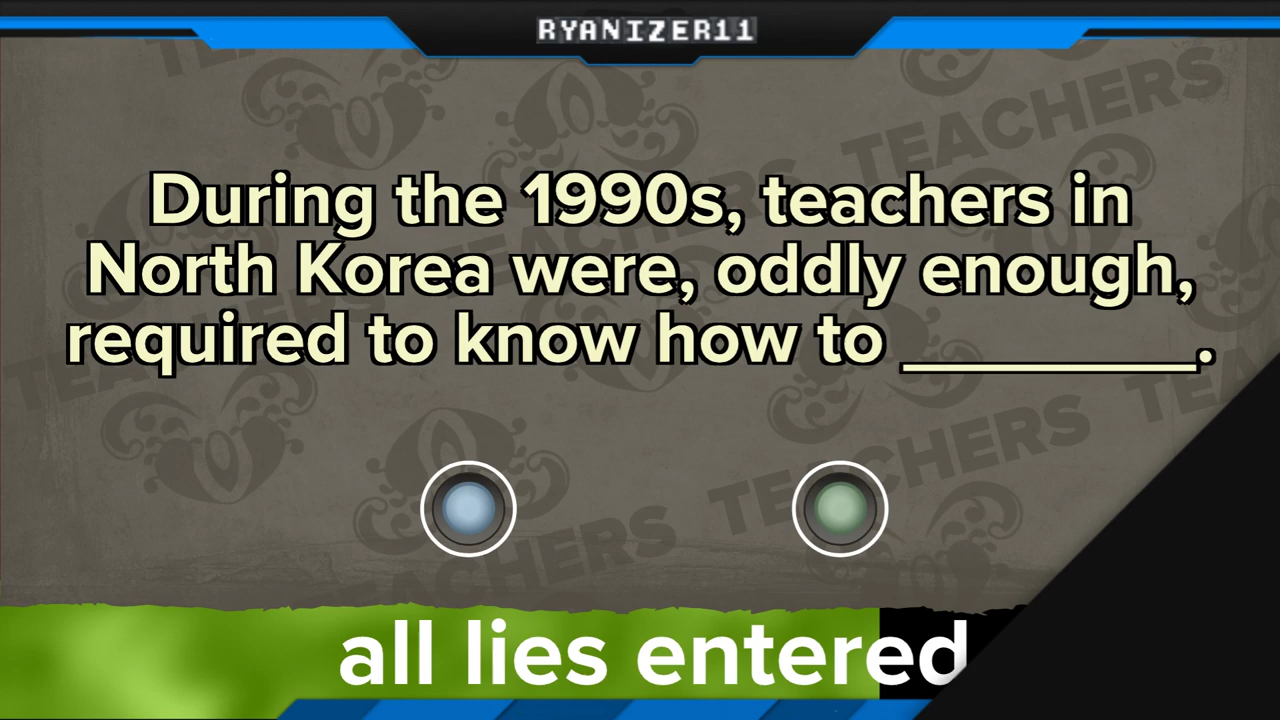 RYANIZER11
During the 1990s, teachers in
North Korea were, oddly enough,
required to know how to ________.
all lies entered